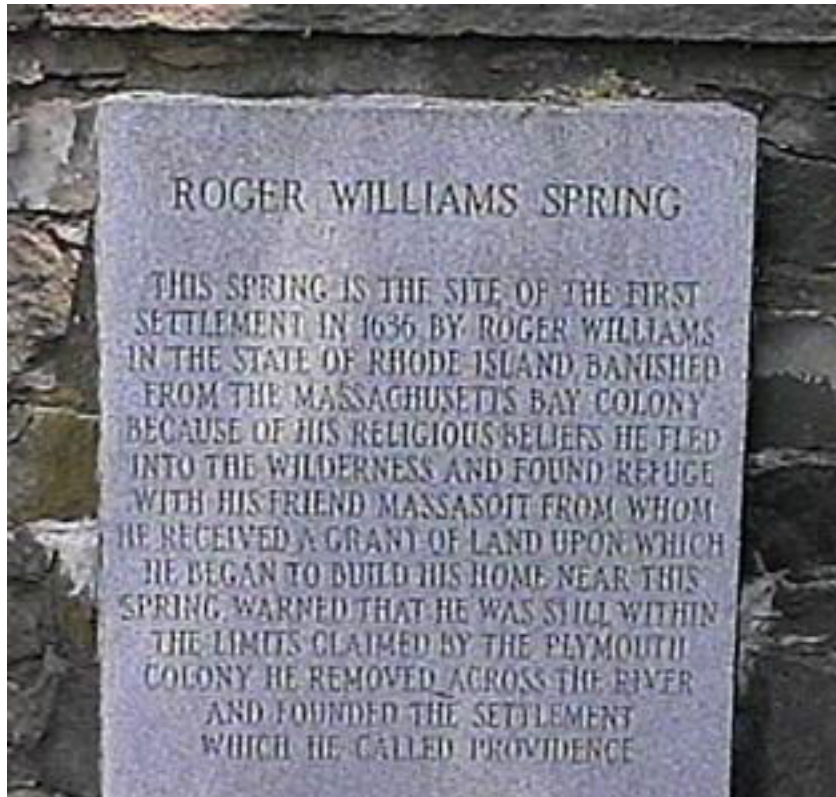 ROGER WILLIAMS SPRING
THIS SPRING IS THE SITE OF THE FIRST
SETTLEMENT IN 1636 BY ROGER WILLIAMS
IN THE STATE OF RHODE ISLAND. BANISHED
FROM THE MASSACHUSETTS BAY COLONY
BECAUSE OF HIS RELIGIOUS BELIEFS HE FLED
INTO THE WILDERNESS AND FOUND REFUGE
WITH HIS FRIEND MASSASOIT FROM WHOM
HE RECEIVED A GRANT OF LAND UPON WHICH
HE BEGAN TO BUILD HIS HOME NEAR THIS
SPRING. WARNED THAT HE WAS STILL WITHIN
THE LIMITS CLAIMED BY THE PLYMOUTH
COLONY HE REMOVED ACROSS THE RIVER
AND FOUNDED THE SETTLEMENT
WHICH HE CALLED PROVIDENCE